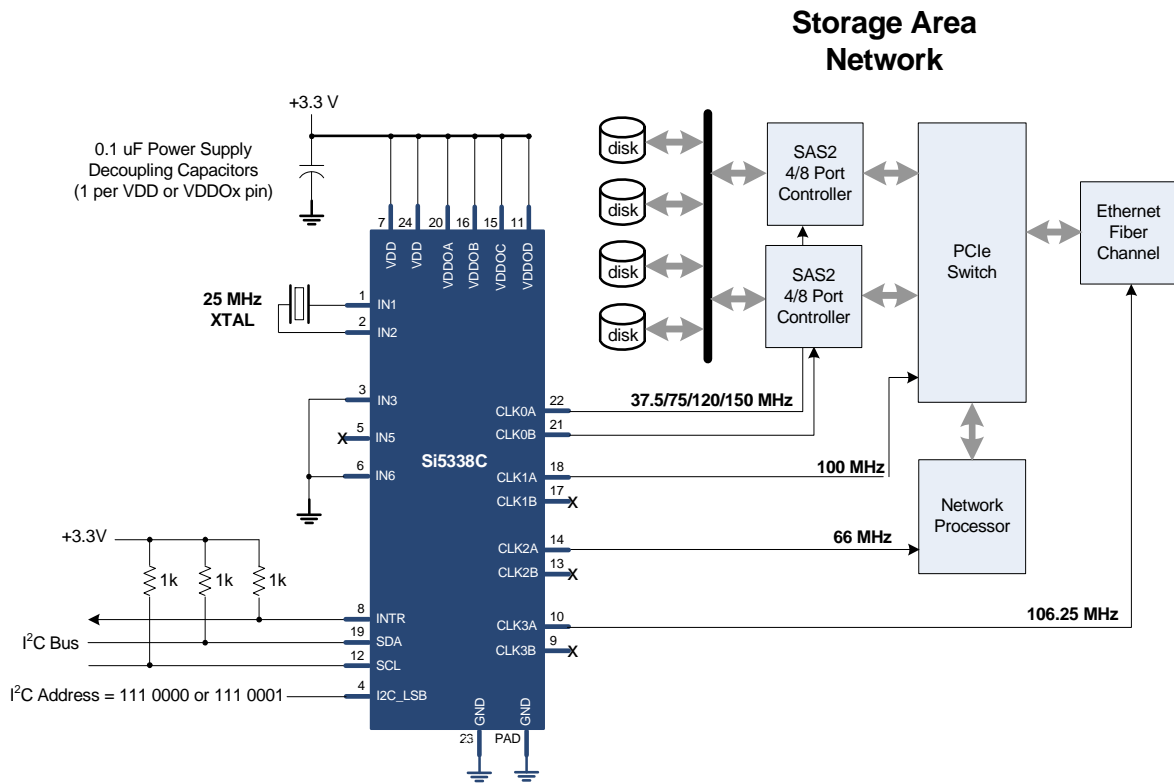 Storage Area
Network
+3.3 V
0.1 uF Power Supply
Decoupling Capacitors
(1 per VDD or VDDOx pin)
7
24
20
16
15
11
VDD
VDD
VDDOA
VDDOB
VDDOC
VDDOD
disk
disk
disk
disk
SAS2
4/8 Port
Controller
SAS2
4/8 Port
Controller
PCIe
Switch
Ethernet
Fiber
Channel
Network
Processor
25 MHz
XTAL
1
IN1
2
IN2
3
IN3
5
X
IN5
6
IN6
Si5338C
CLK0A
22
37.5/75/120/150 MHz
CLK0B
21
CLK1A
18
100 MHz
CLK1B
17
X
CLK2A
14
66 MHz
CLK2B
13
X
CLK3A
10
106.25 MHz
CLK3B
9
X
+3.3V
1k
1k
1k
8
INTR
I²C Bus
19
SDA
12
SCL
I²C Address = 111 0000 or 111 0001
4
I2C_LSB
GND
GND
23
PAD